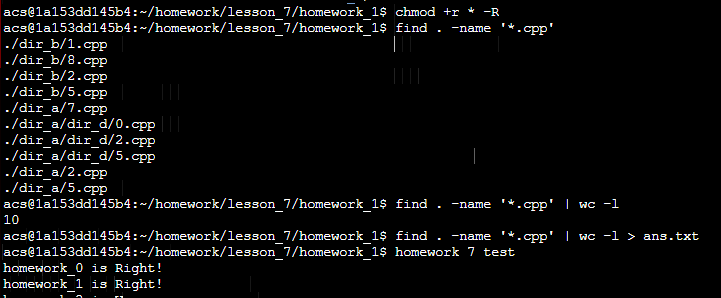 acs@1a153dd145b4:~/homework/lesson_7/homework_1$ chmod +r * -R
acs@1a153dd145b4:~/homework/lesson_7/homework_1$ find . -name '*.cpp'
./dir_b/1.cpp
./dir_b/8.cpp
./dir_b/2.cpp
./dir_b/5.cpp
./dir_a/7.cpp
./dir_a/dir_d/0.cpp
./dir_a/dir_d/2.cpp
./dir_a/dir_d/5.cpp
./dir_a/2.cpp
./dir_a/5.cpp
acs@1a153dd145b4:~/homework/lesson_7/homework_1$ find . -name '*.cpp' | wc -l
10
acs@1a153dd145b4:~/homework/lesson_7/homework_1$ find . -name '*.cpp' | wc -l > ans.txt
acs@1a153dd145b4:~/homework/lesson_7/homework_1$ homework 7 test
homework_0 is Right!
homework_1 is Right!